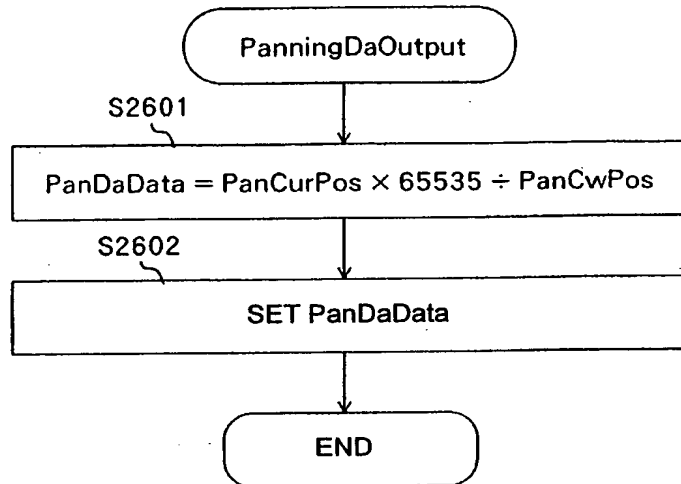 PanningDaOutput
S2601
PanDaData = PanCurPos × 65535 ÷ PanCwPos
S2602
SET PanDaData
END